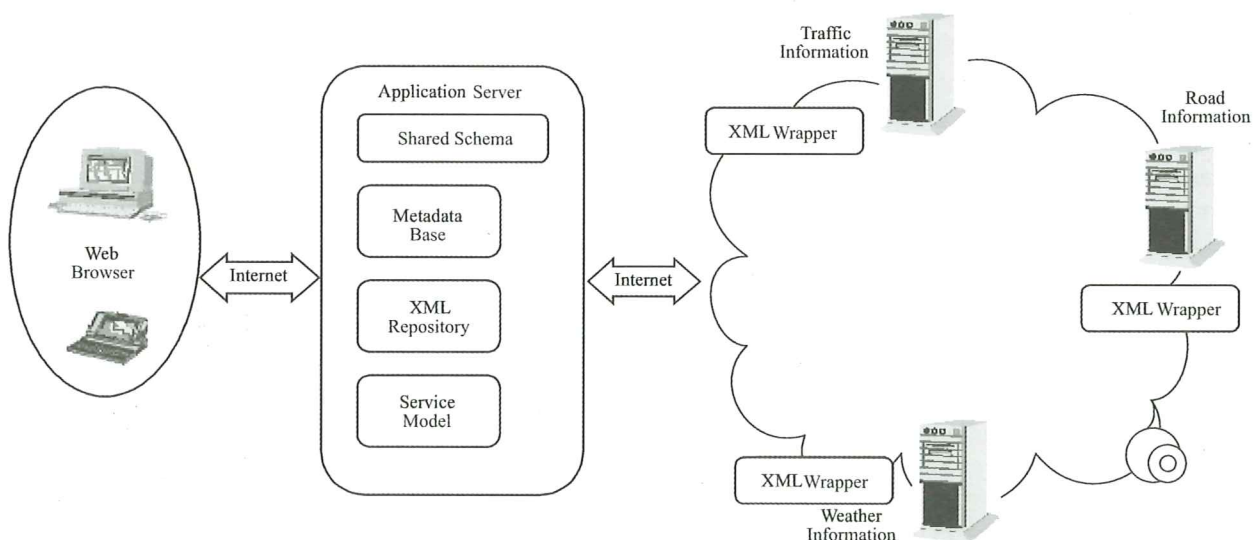 Web
Browser
Internet
Application Server
Shared Schema
Metadata
Base
XML
Repository
Service
Model
Internet
Traffic
Information
XML Wrapper
Road
Information
XML Wrapper
XML Wrapper
Weather
Information